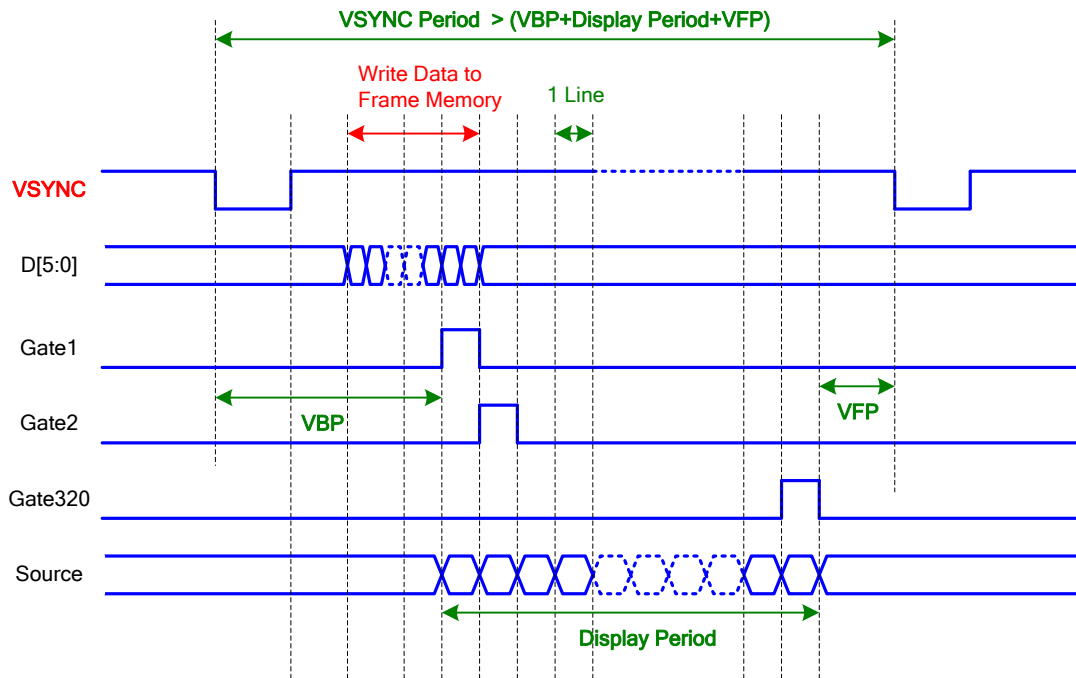 VSYNC Period > (VBP+Display Period+VFP)
Write Data to
Frame Memory
1 Line
VSYNC
D[5:0]
Gate1
VBP
VFP
Gate2
Gate320
Source
Display Period